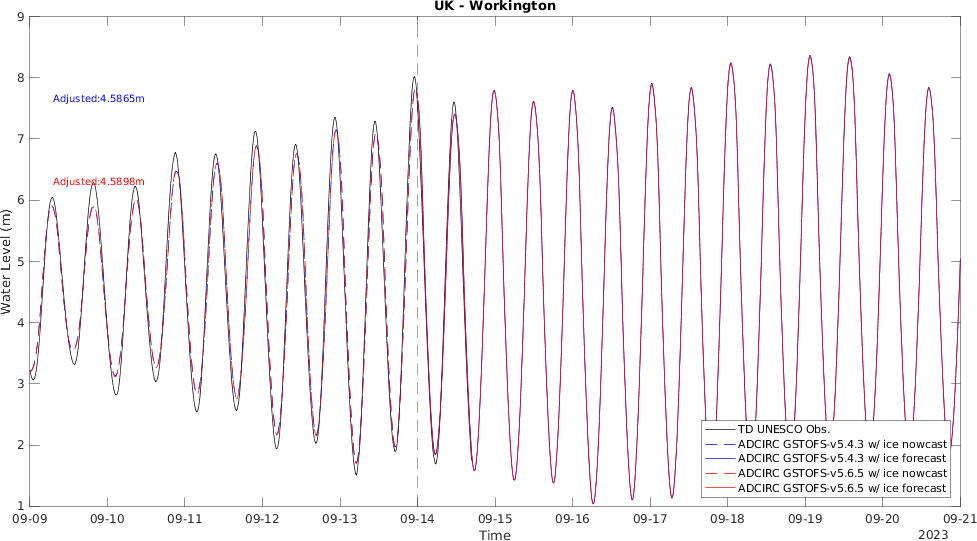 UK - Workington
9
8
7
6
5
4
3
2
1
Water Level (m)
Adjusted:4.5865m
Adjusted:4.5898m
TD UNESCO Obs.
ADCIRC GSTOFS-v5.4.3 w/ ice nowcast
ADCIRC GSTOFS-v5.4.3 w/ ice forecast
ADCIRC GSTOFS-v5.6.5 w/ ice nowcast
ADCIRC GSTOFS-v5.6.5 w/ ice forecast
09-09 09-10 09-11 09-12 09-13 09-14 09-15 09-16 09-17 09-18 09-19 09-20 09-21
Time
2023